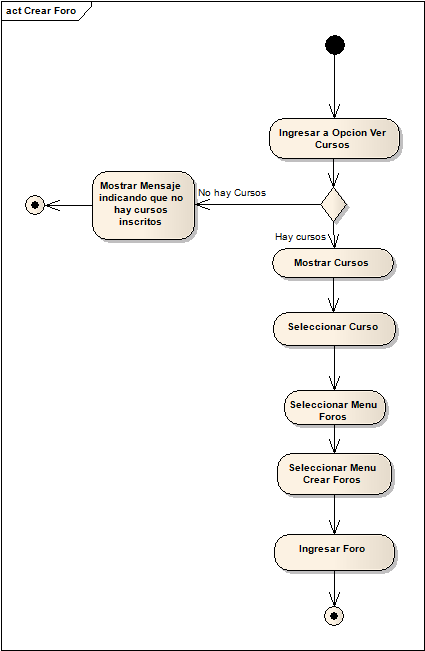 act Crear Foro
Ingresar a Opcion Ver
Cursos
No hay Cursos
Mostrar Mensaje
indicando que no
hay cursos
inscritos
Hay cursos
Mostrar Cursos
Seleccionar Curso
Seleccionar Menu
Foros
Seleccionar Menu
Crear Foros
Ingresar Foro